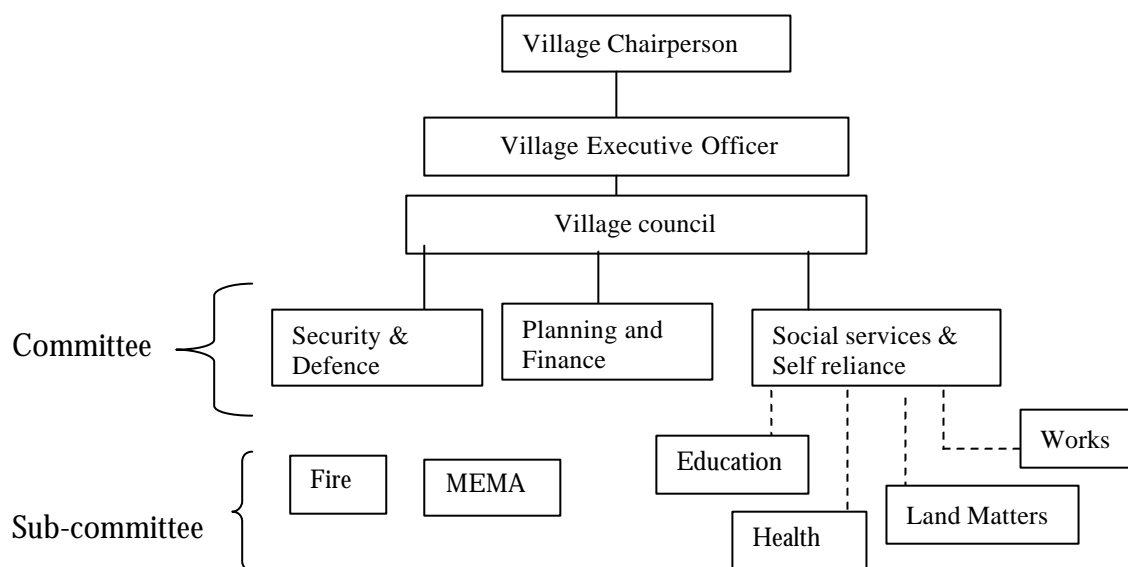 Village Chairperson
Village Executive Officer
Village council
Committee
Security &
Defence
Planning and
Finance
Social services &
Self reliance
Sub-committee
Fire
MEMA
Education
Works
Health
Land Matters